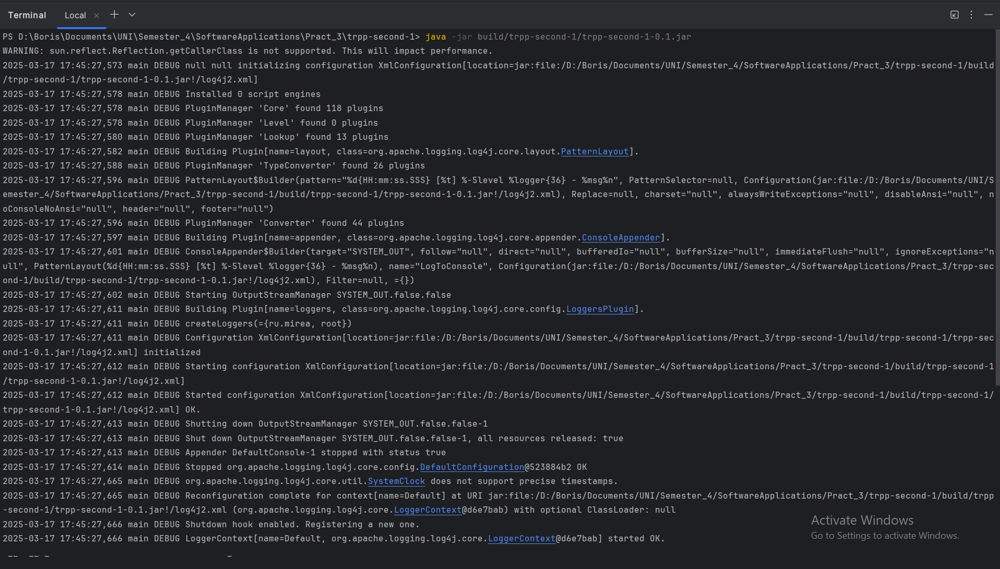 Terminal Local
PS D:\Boris\Documents\UNI\Semester_4\SoftwareApplications\Pract_3\trpp-second-1> java -jar build/trpp-second-1/trpp-second-1-0.1.jar
WARNING: sun.reflect.Reflection.getCallerClass is not supported. This will impact performance.
2025-03-17 17:45:27,573 main DEBUG null null initializing configuration XmlConfiguration[location=jar:file:/D:/Boris/Documents/UNI/Semester_4/SoftwareApplications/Pract_3/trpp-second-1/build
/trpp-second-1/trpp-second-1-0.1.jar!/log4j2.xml]
2025-03-17 17:45:27,578 main DEBUG Installed 0 script engines
2025-03-17 17:45:27,578 main DEBUG PluginManager 'Core' found 118 plugins
2025-03-17 17:45:27,578 main DEBUG PluginManager 'Level' found 0 plugins
2025-03-17 17:45:27,580 main DEBUG PluginManager 'Lookup' found 13 plugins
2025-03-17 17:45:27,582 main DEBUG Building Plugin[name=layout, class=org.apache.logging.log4j.core.layout.PatternLayout].
2025-03-17 17:45:27,588 main DEBUG PluginManager 'TypeConverter' found 26 plugins
2025-03-17 17:45:27,596 main DEBUG PatternLayout$Builder(pattern="%d{HH:mm:ss.SSS} [%t] %-5level %logger{36} - %msg%n", PatternSelector=null, Configuration(jar:file:/D:/Boris/Documents/UNI/S
emester_4/SoftwareApplications/Pract_3/trpp-second-1/build/trpp-second-1/trpp-second-1-0.1.jar!/log4j2.xml), Replace=null, charset="null", alwaysWriteExceptions="null", disableAnsi="null", n
oConsoleNoAnsi="null", header="null", footer="null")
2025-03-17 17:45:27,596 main DEBUG PluginManager 'Converter' found 44 plugins
2025-03-17 17:45:27,597 main DEBUG Building Plugin[name=appender, class=org.apache.logging.log4j.core.appender.ConsoleAppender].
2025-03-17 17:45:27,601 main DEBUG ConsoleAppender$Builder(target="SYSTEM_OUT", follow="null", direct="null", bufferedIo="null", bufferSize="null", immediateFlush="null", ignoreExceptions="n
ull", PatternLayout(%d{HH:mm:ss.SSS} [%t] %-5level %logger{36} - %msg%n), name="LogToConsole", Configuration(jar:file:/D:/Boris/Documents/UNI/Semester_4/SoftwareApplications/Pract_3/trpp-sec
ond-1/build/trpp-second-1/trpp-second-1-0.1.jar!/log4j2.xml), Filter=null, ={})
2025-03-17 17:45:27,602 main DEBUG Starting OutputStreamManager SYSTEM_OUT.false.false
2025-03-17 17:45:27,611 main DEBUG Building Plugin[name=loggers, class=org.apache.logging.log4j.core.config.LoggersPlugin].
2025-03-17 17:45:27,611 main DEBUG createLoggers(={ru.mirea, root})
2025-03-17 17:45:27,611 main DEBUG Configuration XmlConfiguration[location=jar:file:/D:/Boris/Documents/UNI/Semester_4/SoftwareApplications/Pract_3/trpp-second-1/build/trpp-second-1/trpp-sec
ond-1-0.1.jar!/log4j2.xml] initialized
2025-03-17 17:45:27,612 main DEBUG Starting configuration XmlConfiguration[location=jar:file:/D:/Boris/Documents/UNI/Semester_4/SoftwareApplications/Pract_3/trpp-second-1/build/trpp-second-1
/trpp-second-1-0.1.jar!/log4j2.xml]
2025-03-17 17:45:27,612 main DEBUG Started configuration XmlConfiguration[location=jar:file:/D:/Boris/Documents/UNI/Semester_4/SoftwareApplications/Pract_3/trpp-second-1/build/trpp-second-1/
trpp-second-1-0.1.jar!/log4j2.xml] OK.
2025-03-17 17:45:27,613 main DEBUG Shutting down OutputStreamManager SYSTEM_OUT.false.false-1
2025-03-17 17:45:27,613 main DEBUG Shut down OutputStreamManager SYSTEM_OUT.false.false-1, all resources released: true
2025-03-17 17:45:27,613 main DEBUG Appender DefaultConsole-1 stopped with status true
2025-03-17 17:45:27,614 main DEBUG Stopped org.apache.logging.log4j.core.config.DefaultConfiguration@523884b2 OK
2025-03-17 17:45:27,665 main DEBUG org.apache.logging.log4j.core.util.SystemClock does not support precise timestamps.
2025-03-17 17:45:27,665 main DEBUG Reconfiguration complete for context[name=Default] at URI jar:file:/D:/Boris/Documents/UNI/Semester_4/SoftwareApplications/Pract_3/trpp-second-1/build/trpp
-second-1/trpp-second-1-0.1.jar!/log4j2.xml (org.apache.logging.log4j.core.LoggerContext@d6e7bab) with optional ClassLoader: null
2025-03-17 17:45:27,666 main DEBUG Shutdown hook enabled. Registering a new one.
2025-03-17 17:45:27,666 main DEBUG LoggerContext[name=Default, org.apache.logging.log4j.core.LoggerContext@d6e7bab] started OK.
Activate Windows
Go to Settings to activate Windows.